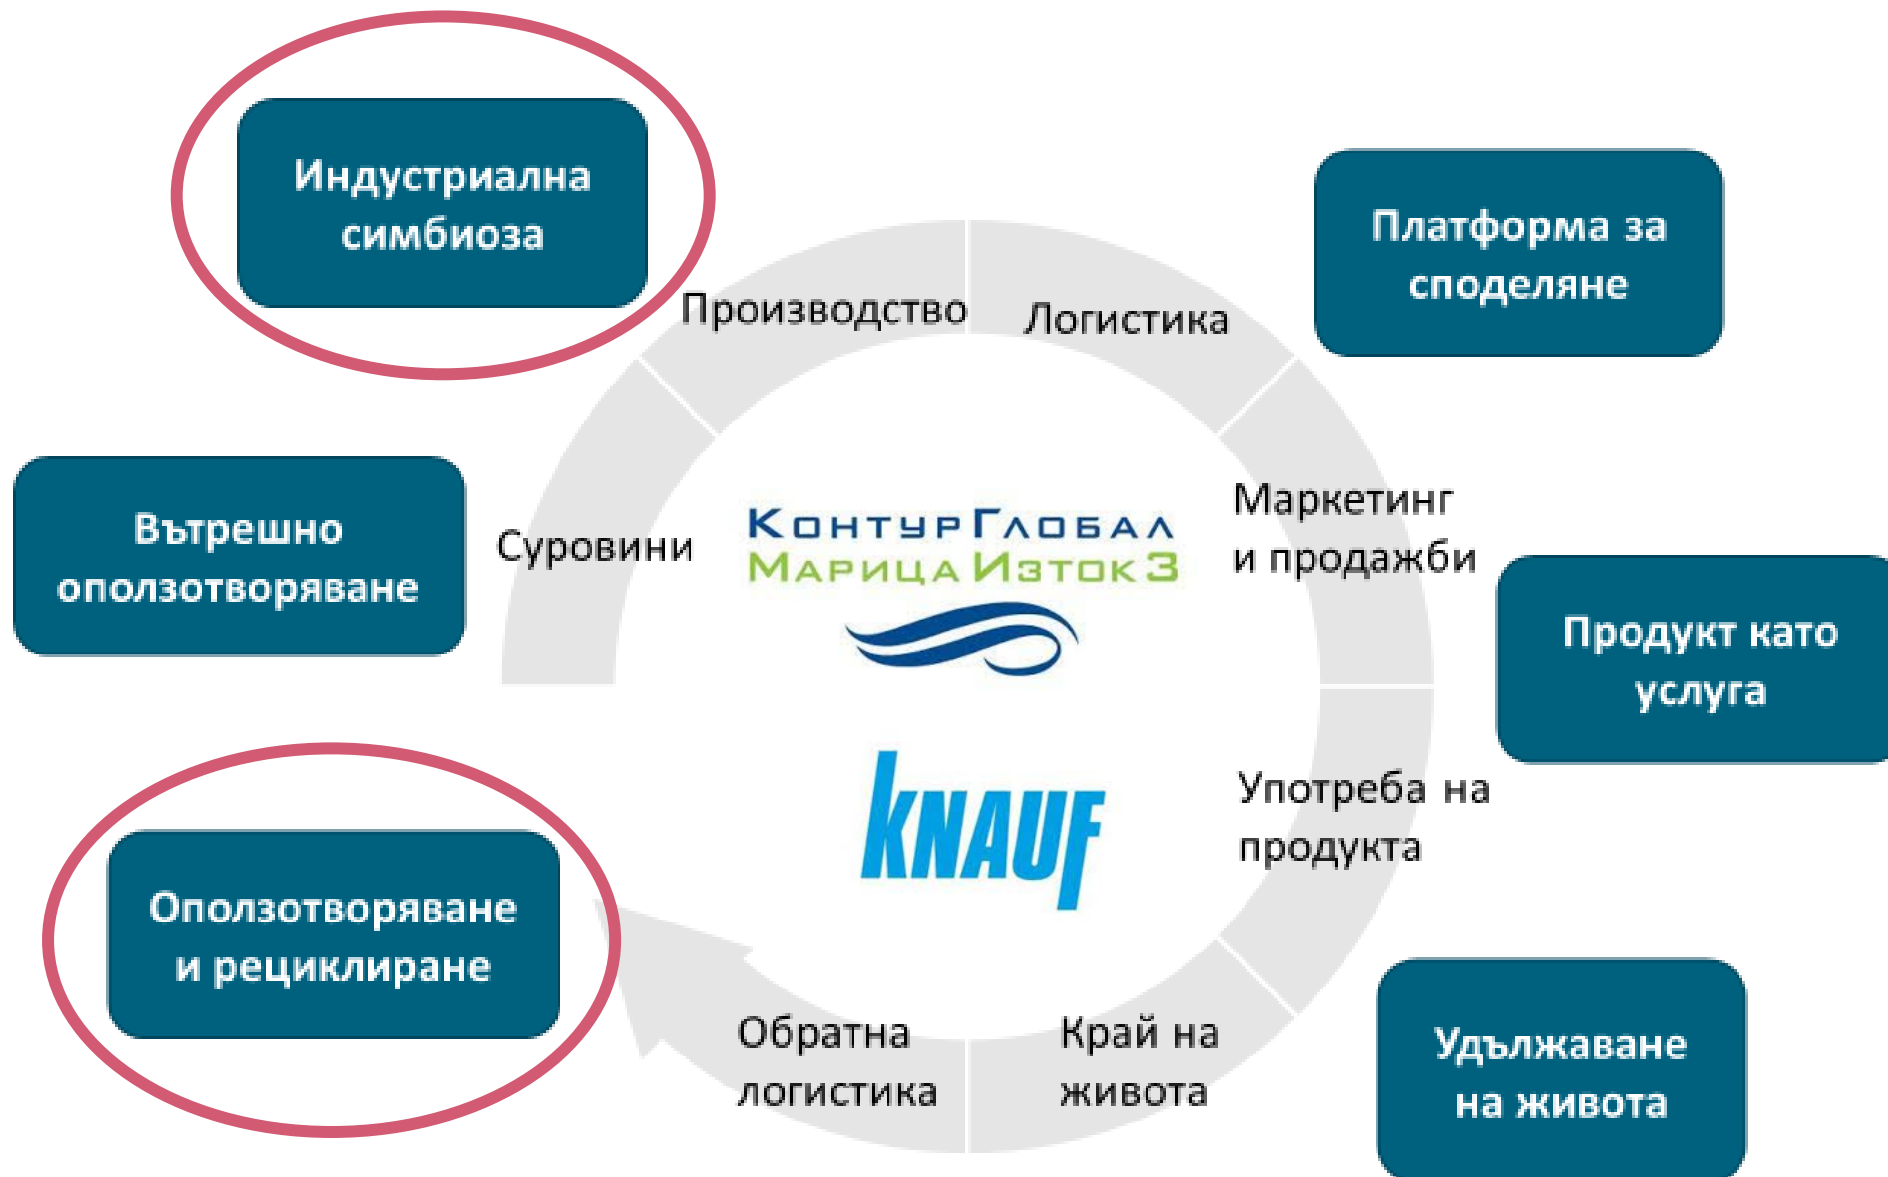 Индустриална
симбиоза
Платформа за
споделяне
Производство
Логистика
Вътрешно
оползотворяване
Суровини
КонтурГлобал
Марица Изток 3
Маркетинг
и продажби
Продукт като
услуга
KNAUF
Употреба на
продукта
Оползотворяване
и рециклиране
Обратна
логистика
Край на
живота
Удължаване
на живота